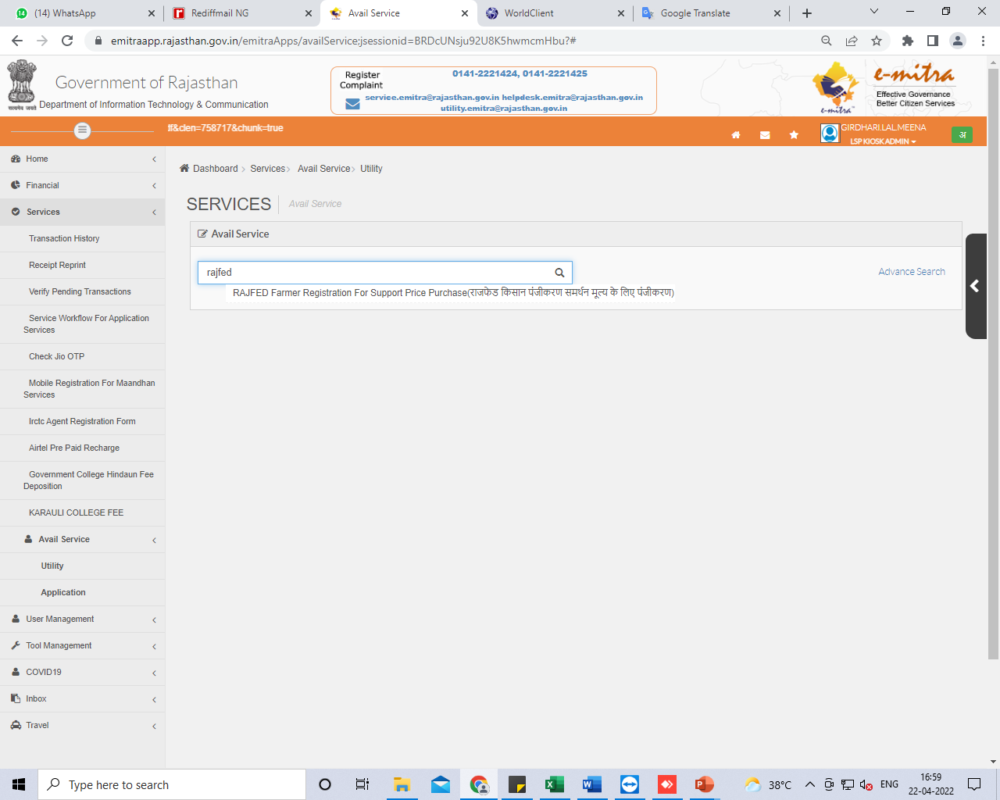 (14) WhatsApp
Rediffmail NG
Avail Service
WorldClient
Google Translate
emitraapp.rajasthan.gov.in/emitraApps/availService;jsessionid=BRDcUNsju92U8K5hwmcmHbu?#
सत्यमेव जयते
Government of Rajasthan
Department of Information Technology & Communication
Register Complaint
0141-2221424, 0141-2221425
service.emitra@rajasthan.gov.in helpdesk.emitra@rajasthan.gov.in
utility.emitra@rajasthan.gov.in
e-mitra
e-mitra
Effective Governance
Better Citizen Services
ff&clen=758717&chunk=true
GIRDHARI.LAL.MEENA
LSP KIOSK ADMIN
अ
Home
Financial
Services
Transaction History
Receipt Reprint
Verify Pending Transactions
Service Workflow For Application
Services
Check Jio OTP
Mobile Registration For Maandhan
Services
Irctc Agent Registration Form
Airtel Pre Paid Recharge
Government College Hindaun Fee
Deposition
KARAULI COLLEGE FEE
Avail Service
Utility
Application
User Management
Tool Management
COVID19
Inbox
Travel
Dashboard > Services> Avail Service> Utility
SERVICES Avail Service
Avail Service
rajfed
Advance Search
RAJFED Farmer Registration For Support Price Purchase(राजफेड किसान पंजीकरण समर्थन मूल्य के लिए पंजीकरण)
Type here to search
38°C
ENG
16:59
22-04-2022